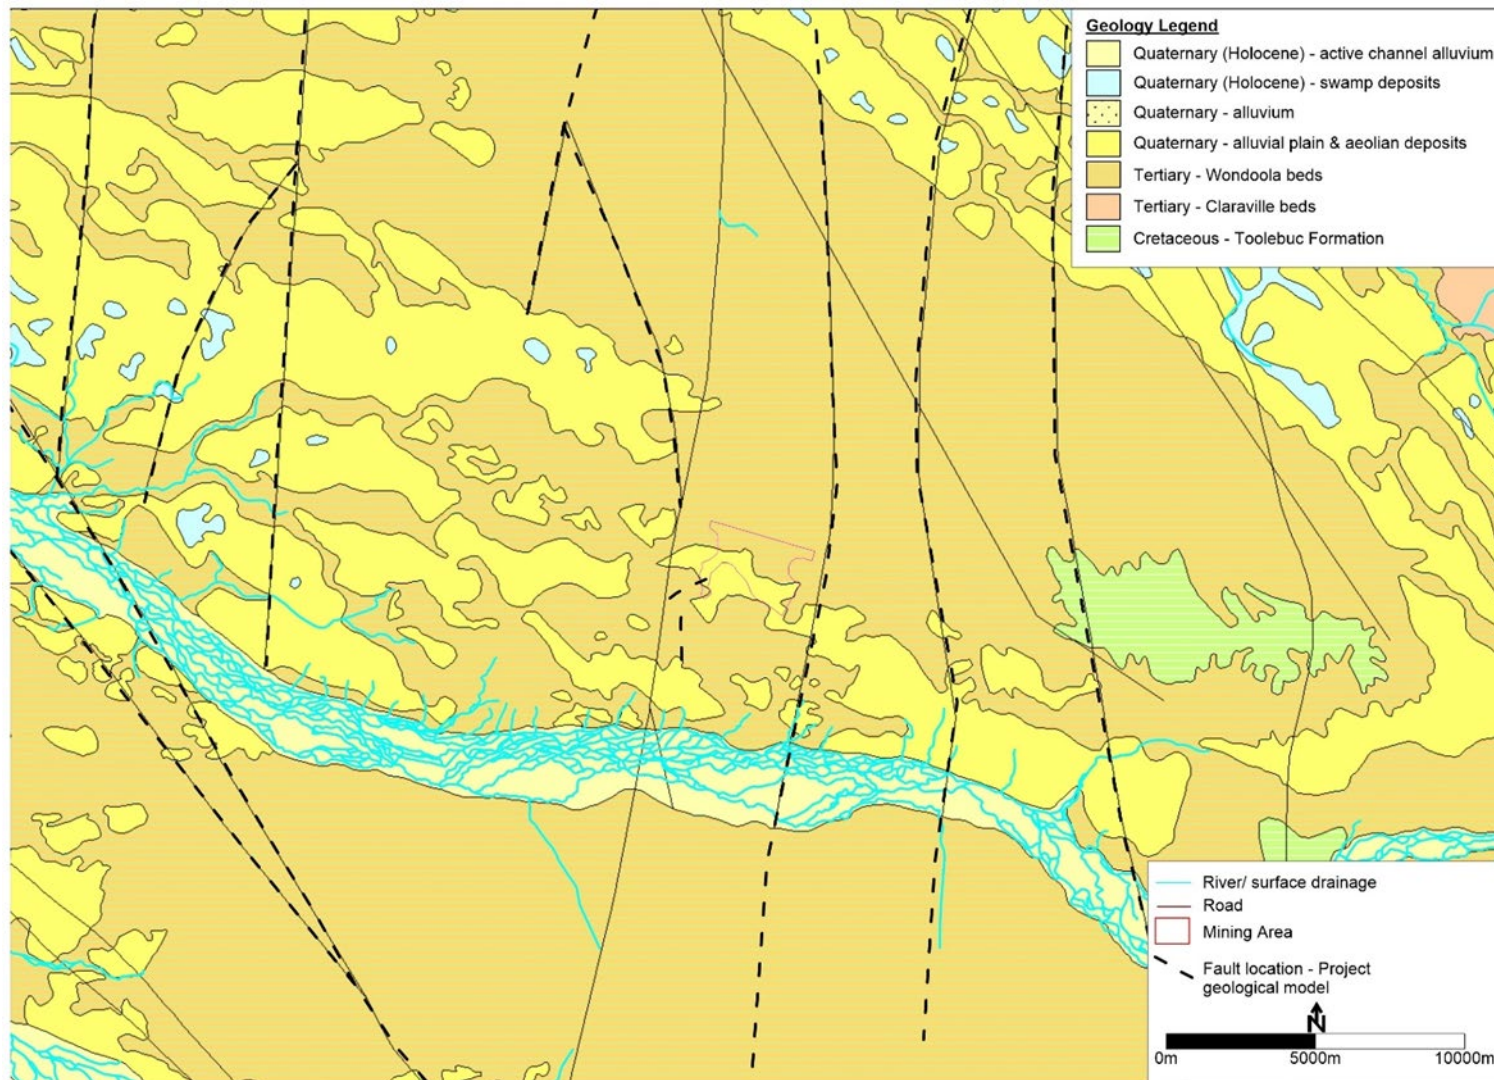 Geology Legend
Quaternary (Holocene) - active channel alluvium
Quaternary (Holocene) - swamp deposits
Quaternary - alluvium
Quaternary - alluvial plain & aeolian deposits
Tertiary - Wondoola beds
Tertiary - Claraville beds
Cretaceous - Toolebuc Formation
River/ surface drainage
Road
Mining Area
Fault location - Project
geological model
N
0m 5000m 10000m